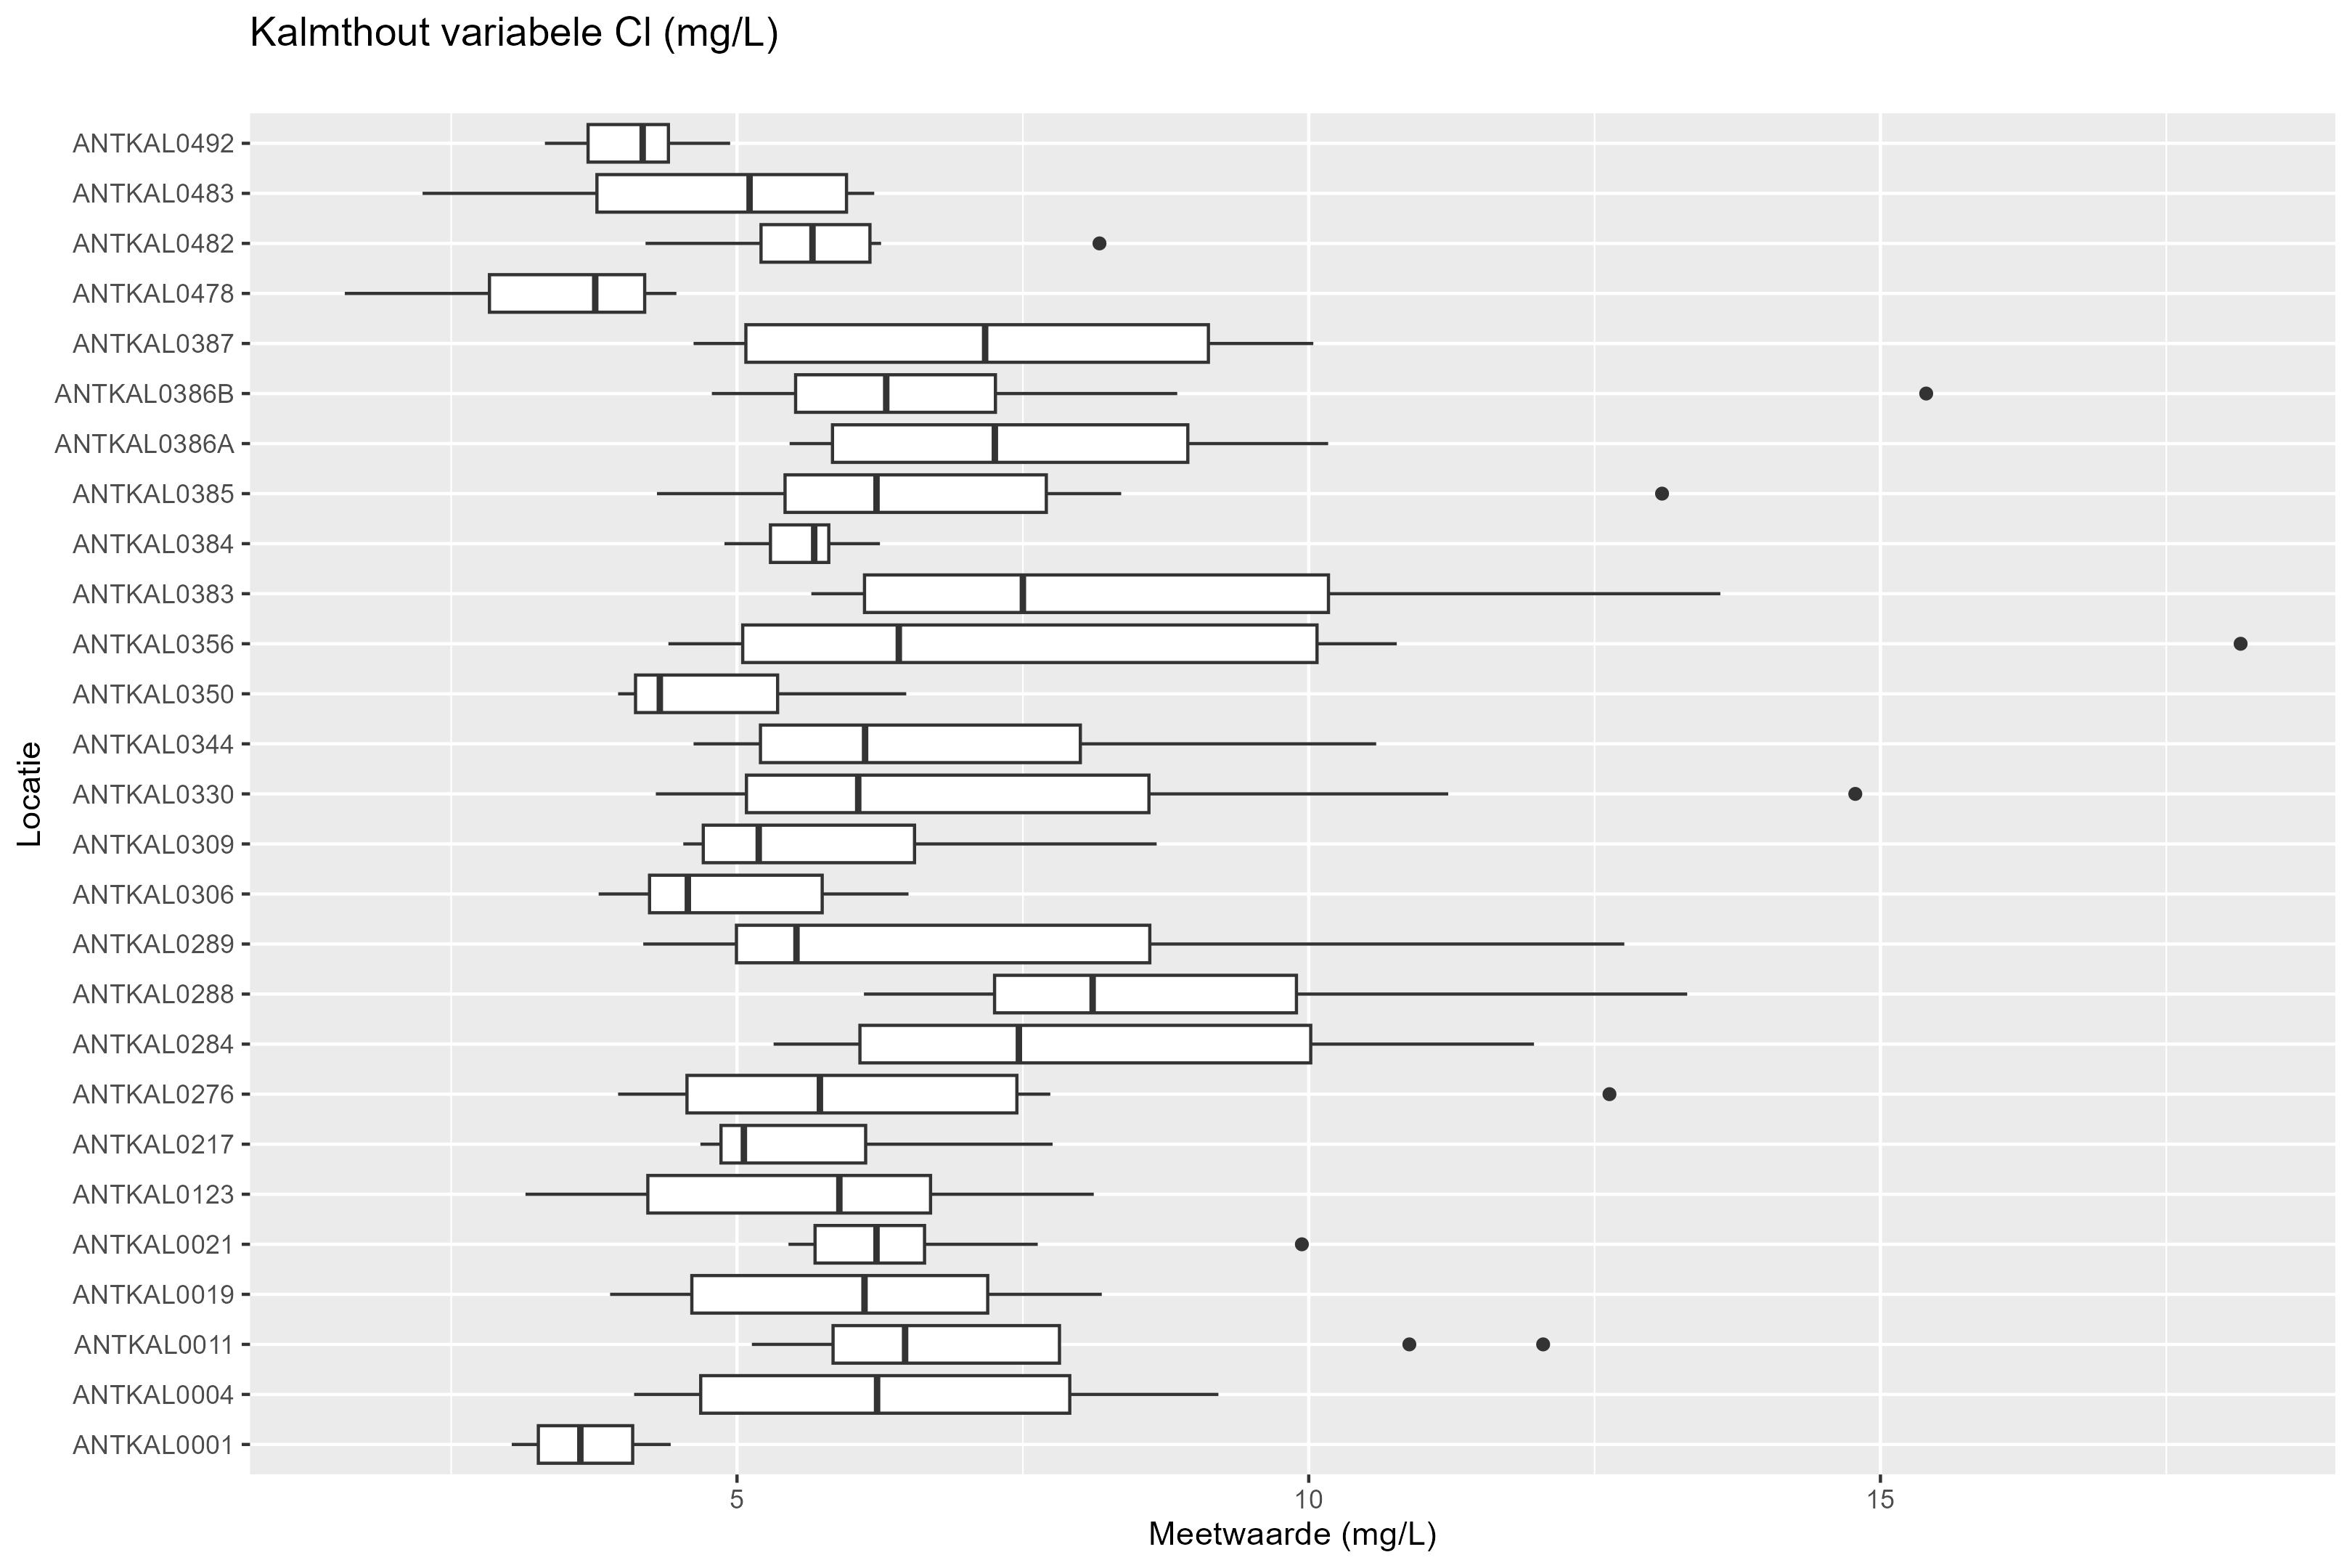 Kalmthout variabele Cl (mg/L)
ANTKAL0492
ANTKAL0483
ANTKAL0482
ANTKAL0478
ANTKAL0387
ANTKAL0386B
ANTKAL0386A
ANTKAL0385
ANTKAL0384
ANTKAL0383
ANTKAL0356
ANTKAL0350
ANTKAL0344
ANTKAL0330
ANTKAL0309
ANTKAL0306
ANTKAL0289
ANTKAL0288
ANTKAL0284
ANTKAL0276
ANTKAL0217
ANTKAL0123
ANTKAL0021
ANTKAL0019
ANTKAL0011
ANTKAL0004
ANTKAL0001
Locatie
5 10 15
Meetwaarde (mg/L)